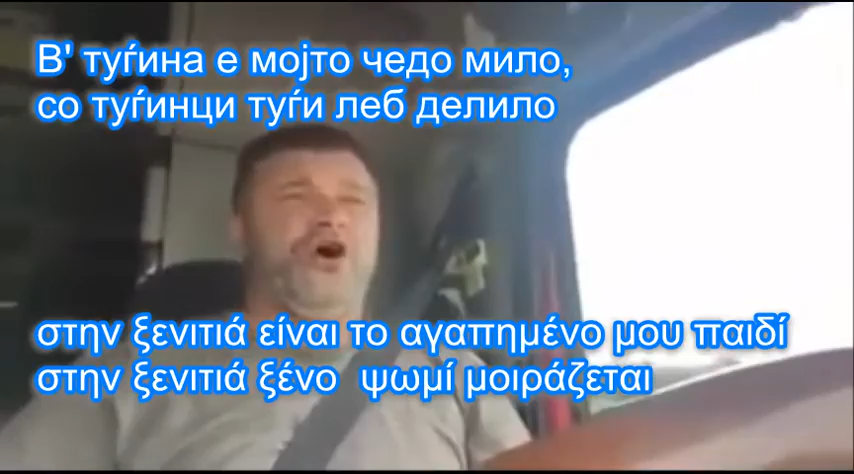 В' туѓина е мојто чедо мило,
со туѓинци туѓи леб делило
στην ξενιτιά είναι το αγαπημένο μου παιδί
στην ξενιτιά ξένο ψωμί μοιράζεται